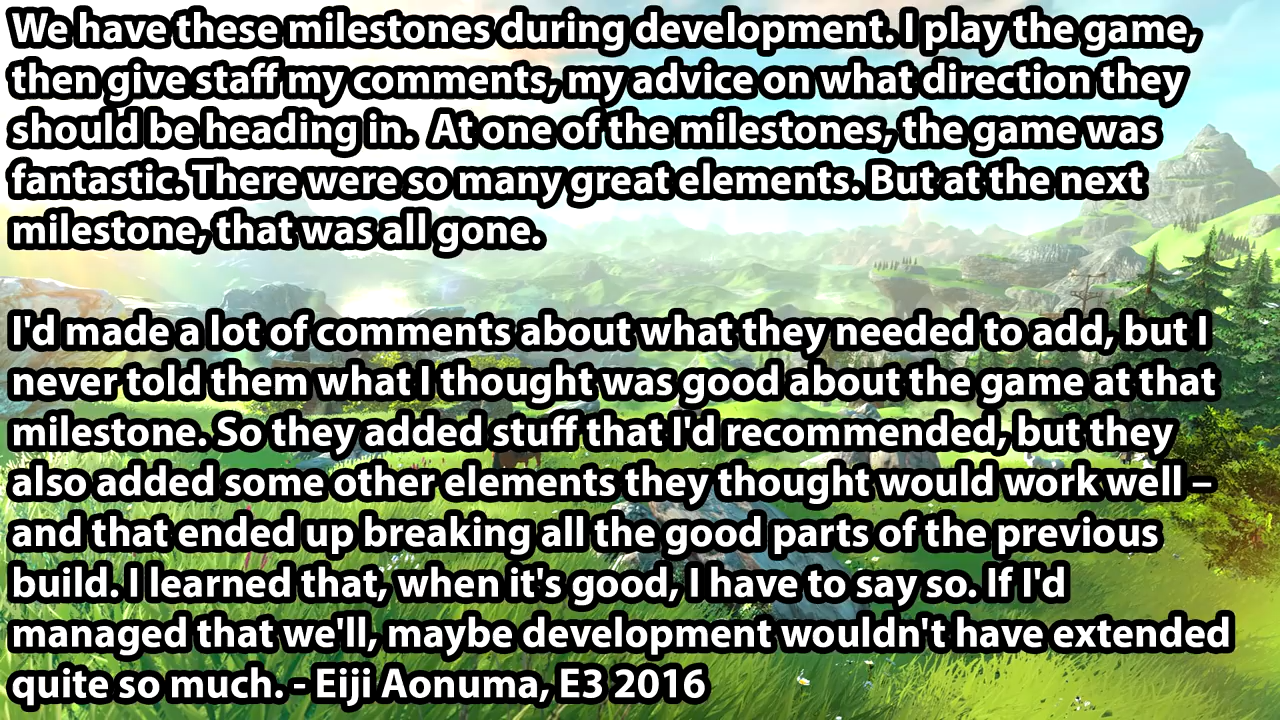 We have these milestones during development. I play the game,
then give staff my comments, my advice on what direction they
should be heading in.  At one of the milestones, the game was
fantastic. There were so many great elements. But at the next
milestone, that was all gone.
I'd made a lot of comments about what they needed to add, but I
never told them what I thought was good about the game at that
milestone. So they added stuff that I'd recommended, but they
also added some other elements they thought would work well –
and that ended up breaking all the good parts of the previous
build. I learned that, when it's good, I have to say so. If I'd
managed that we'll, maybe development wouldn't have extended
quite so much. - Eiji Aonuma, E3 2016